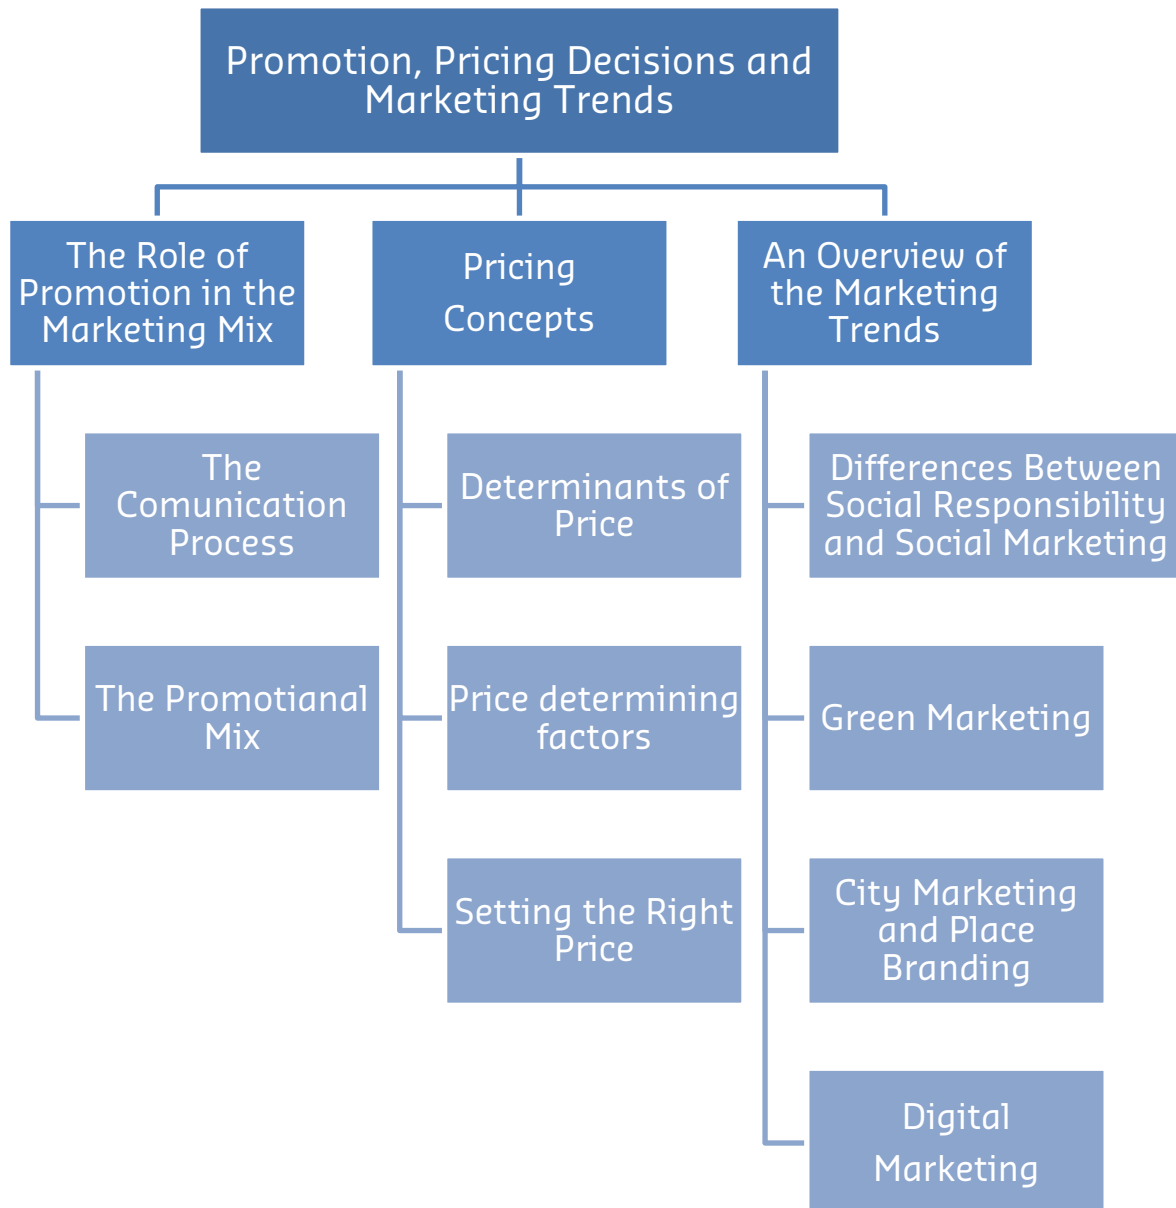 Promotion, Pricing Decisions and
Marketing Trends
The Role of
Promotion in the
Marketing Mix
The
Comunication
Process
The Promotianal
Mix
Pricing
Concepts
Determinants of
Price
Price determining
factors
Setting the Right
Price
An Overview of
the Marketing
Trends
Differences Between
Social Responsibility
and Social Marketing
Green Marketing
City Marketing
and Place
Branding
Digital
Marketing